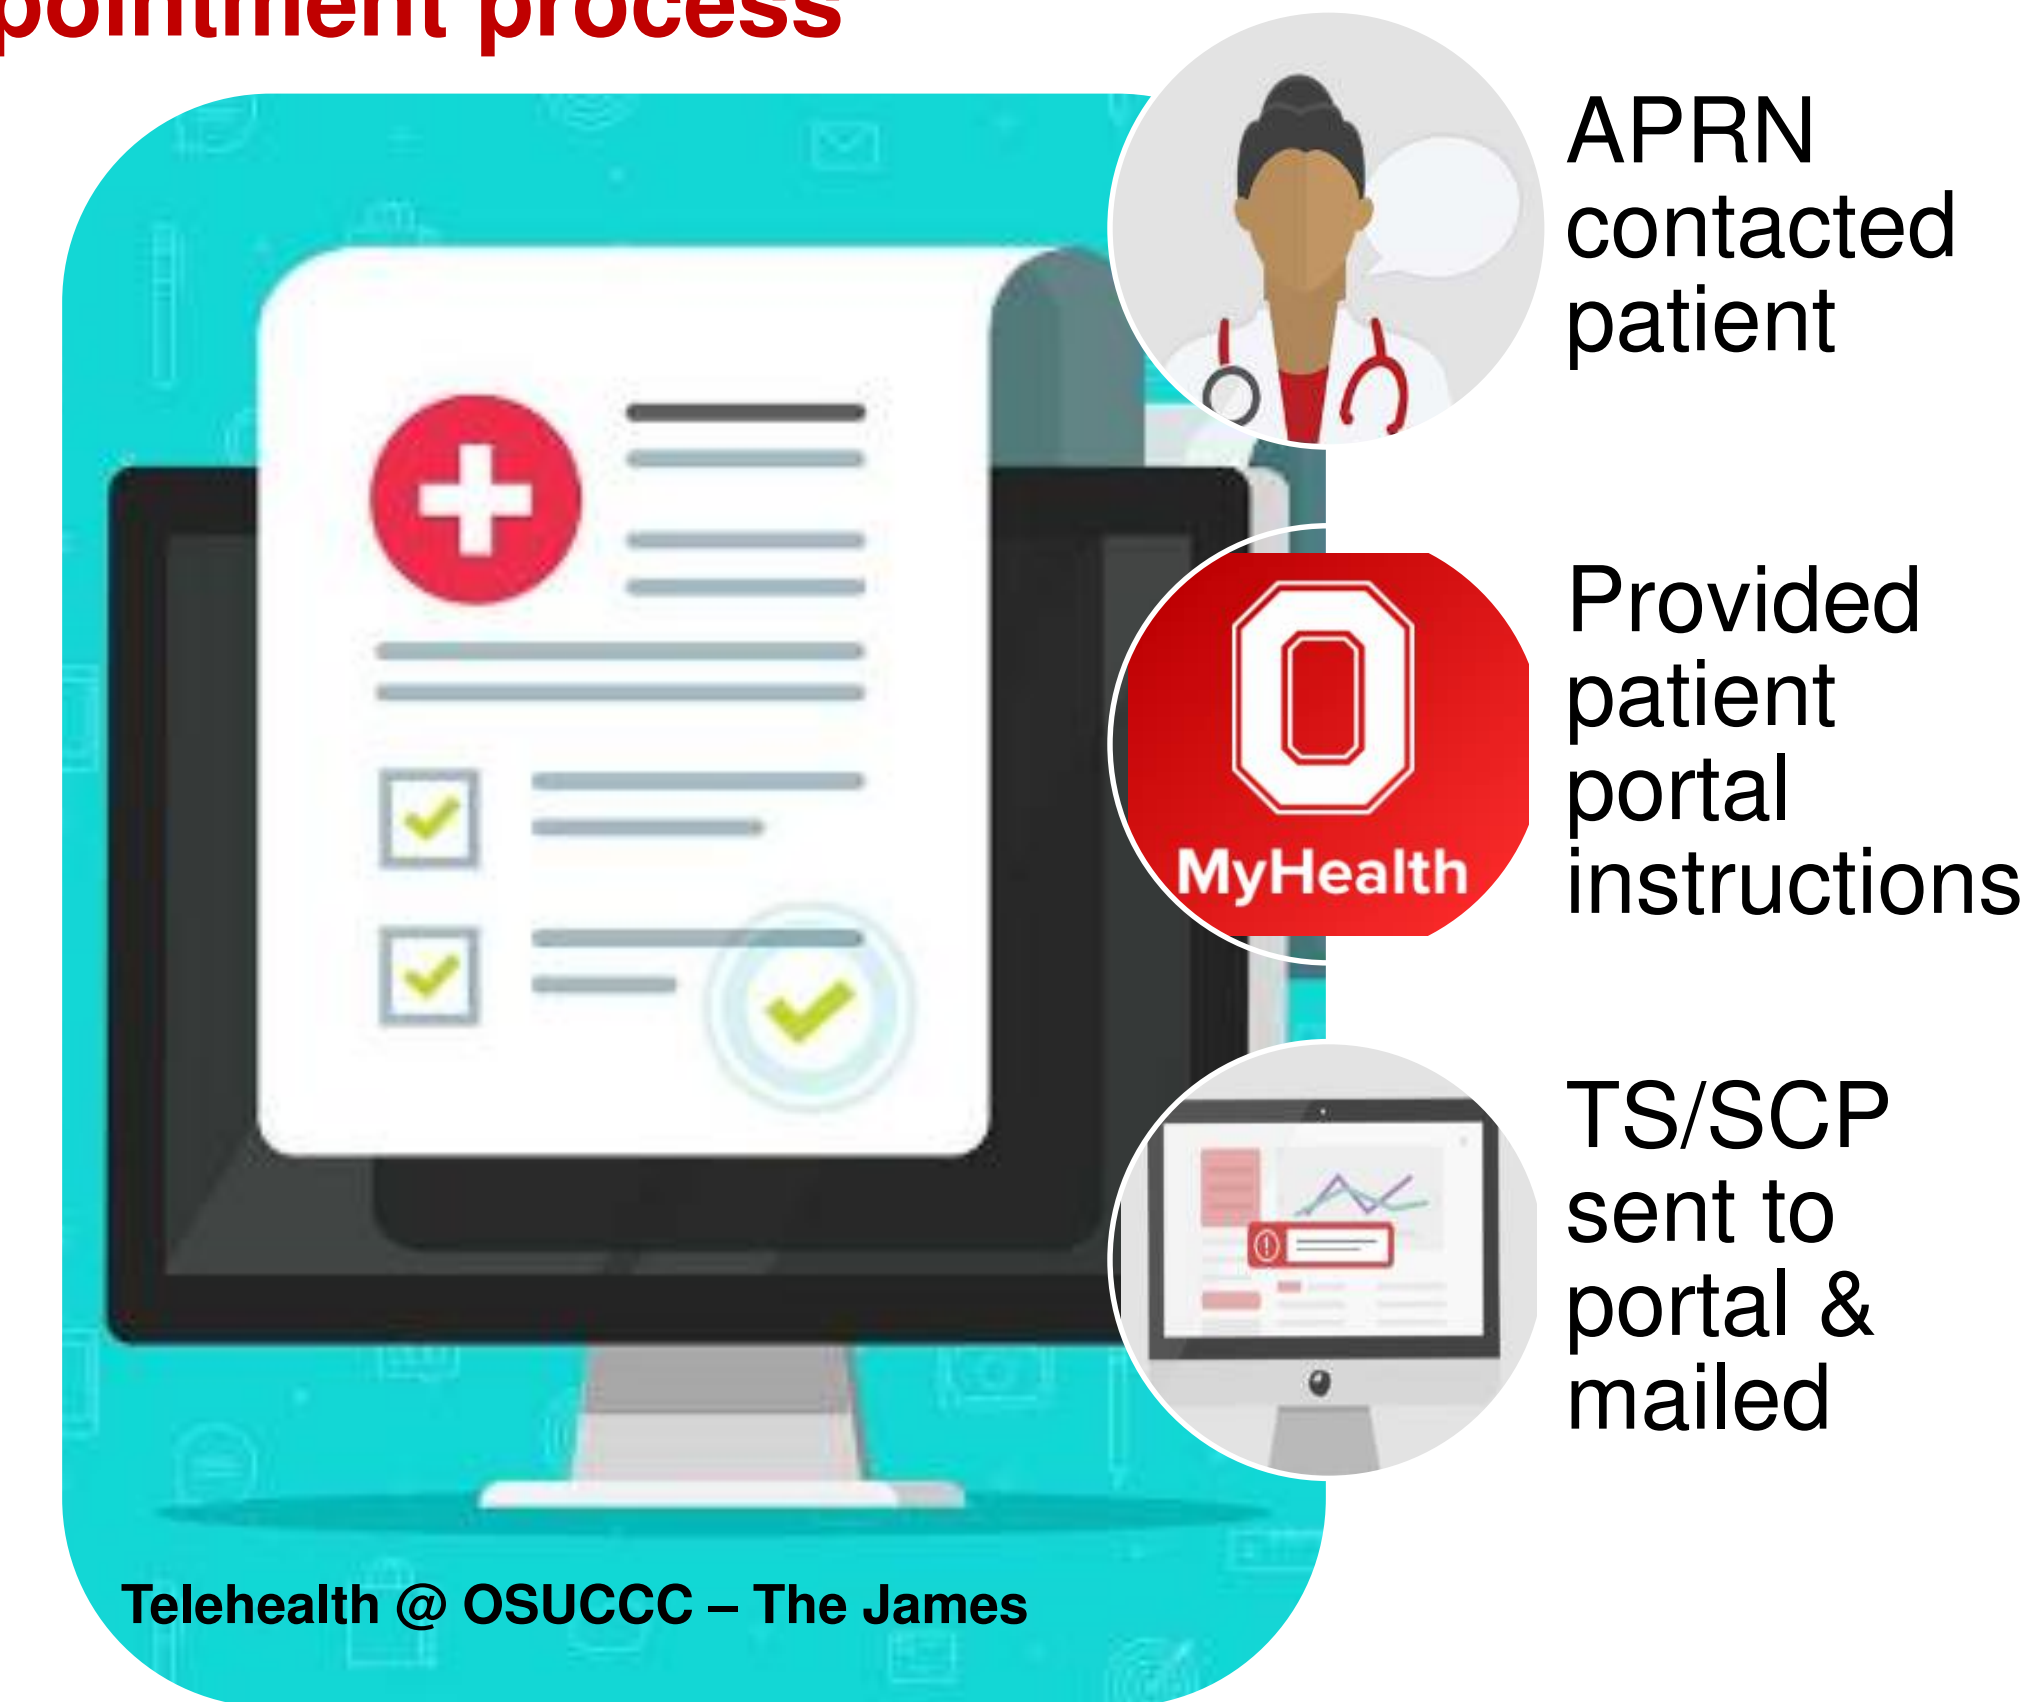 process
APRN
contacted
patient
Provided
patient
portal
instructions
MyHealth
TS/SCP
sent to
portal &
mailed
Telehealth @ OSUCCC – The James